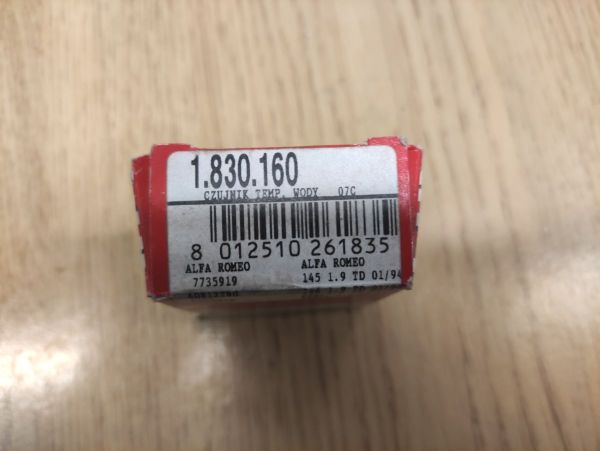 1.830.160
CZUJNIK TEMP. WODY 07C
8 012510 261835
ALFA ROMEO ALFA ROMEO
7735919 145 1.9 TD 01/94